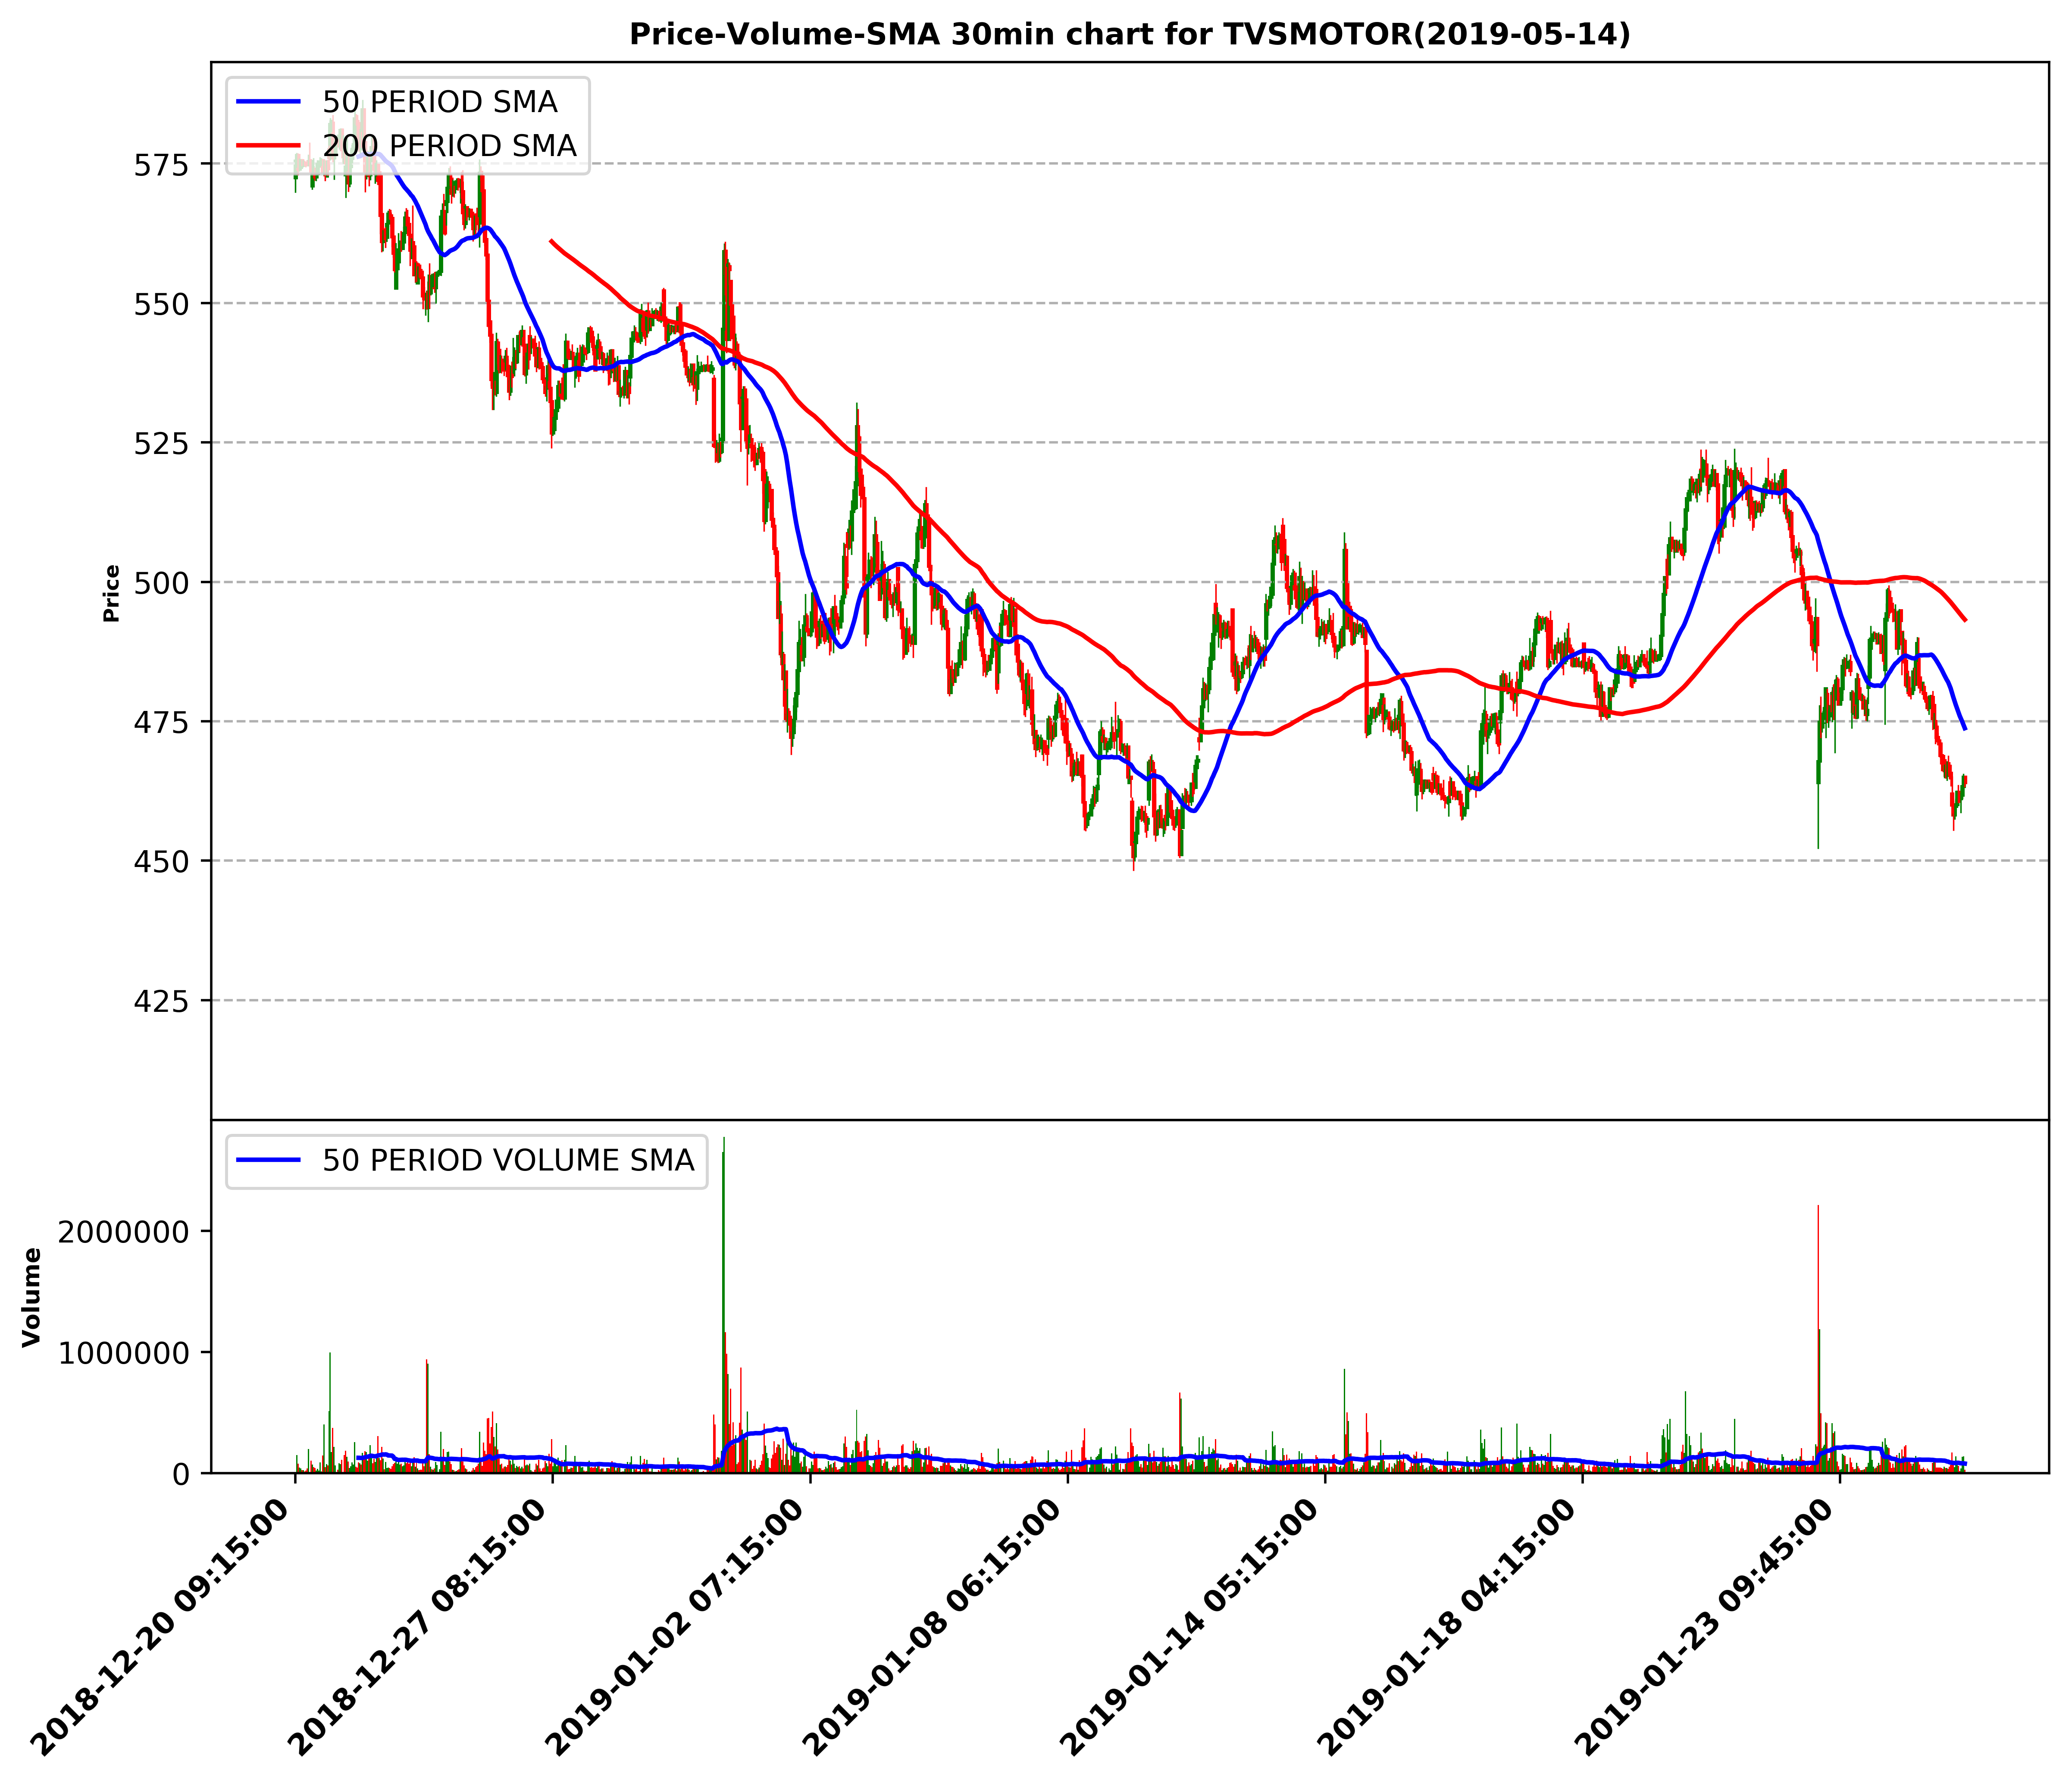 Price-Volume-SMA 30min chart for TVSMOTOR(2019-05-14)
50 PERIOD SMA
200 PERIOD SMA
575
550
525
500
475
450
425
Price
50 PERIOD VOLUME SMA
2000000
1000000
0
Volume
2018-12-20 09:15:00
2018-12-27 08:15:00
2019-01-02 07:15:00
2019-01-08 06:15:00
2019-01-14 05:15:00
2019-01-18 04:15:00
2019-01-23 09:45:00